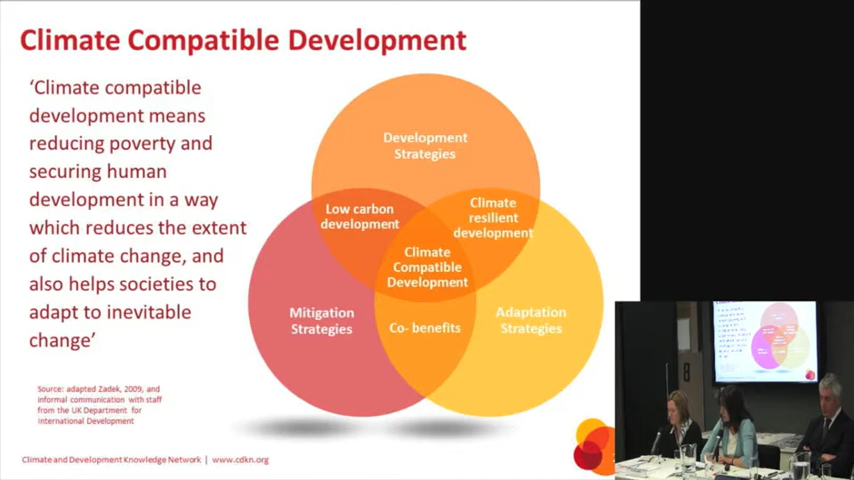 Climate Compatible Development
‘Climate compatible
development means
reducing poverty and
securing human
development in a way
which reduces the extent
of climate change, and
also helps societies to
adapt to inevitable
change’
Source: adapted Zadek, 2009, and
informal communication with staff
from the UK Department for
International Development
Development
Strategies
Low carbon
development
Climate
resilient
development
Climate
Compatible
Development
Mitigation
Strategies
Co- benefits
Adaptation
Strategies
Climate and Development Knowledge Network | www.cdkn.org